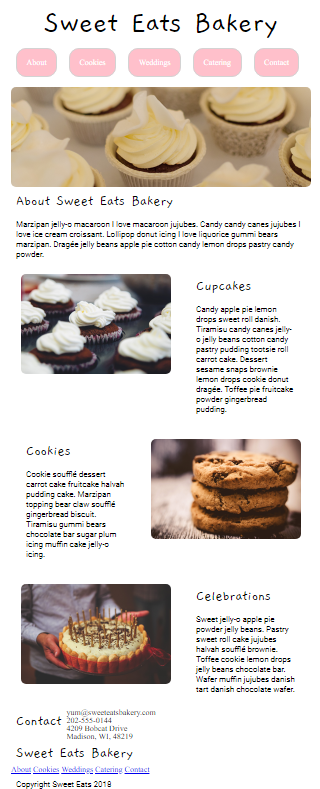 Sweet Eats Bakery
About Cookies Weddings Catering Contact
About Sweet Eats Bakery
Marzipan jelly-o macaroon I love macaroon jujubes. Candy candy canes jujubes I
love ice cream croissant. Lollipop donut icing I love liquorice gummi bears
marzipan. Dragée jelly beans apple pie cotton candy lemon drops pastry candy
powder.
Cupcakes
Candy apple pie lemon
drops sweet roll danish.
Tiramisu candy canes jelly-
o jelly beans cotton candy
pastry pudding tootsie roll
carrot cake. Dessert
sesame snaps brownie
lemon drops cookie donut
dragée. Toffee pie fruitcake
powder gingerbread
pudding.
Cookies
Cookie soufflé dessert
carrot cake fruitcake halvah
pudding cake. Marzipan
topping bear claw soufflé
gingerbread biscuit.
Tiramisu gummi bears
chocolate bar sugar plum
icing muffin cake jelly-o
icing.
Celebrations
Sweet jelly-o apple pie
powder jelly beans. Pastry
sweet roll cake jujubes
halvah soufflé brownie.
Toffee cookie lemon drops
jelly beans chocolate bar.
Wafer muffin jujubes danish
tart danish chocolate wafer.
Contact
yum@sweeteatsbakery.com
202-555-0144
4209 Bobcat Drive
Madison, WI, 48219
Sweet Eats Bakery
About Cookies Weddings Catering Contact
Copyright Sweet Eats 2018